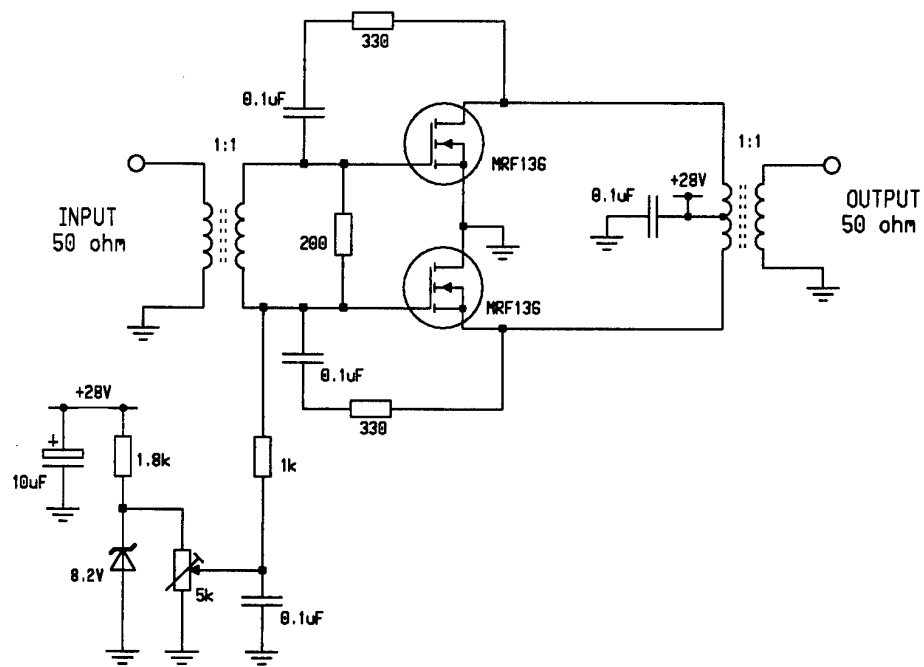 330
0.1uF
1:1
MRF136
1:1
+28V
0.1uF
INPUT
50 ohm
OUTPUT
50 ohm
200
MRF136
0.1uF
330
+28V
+
1.8k
10uF
1k
8.2V
5k
0.1uF